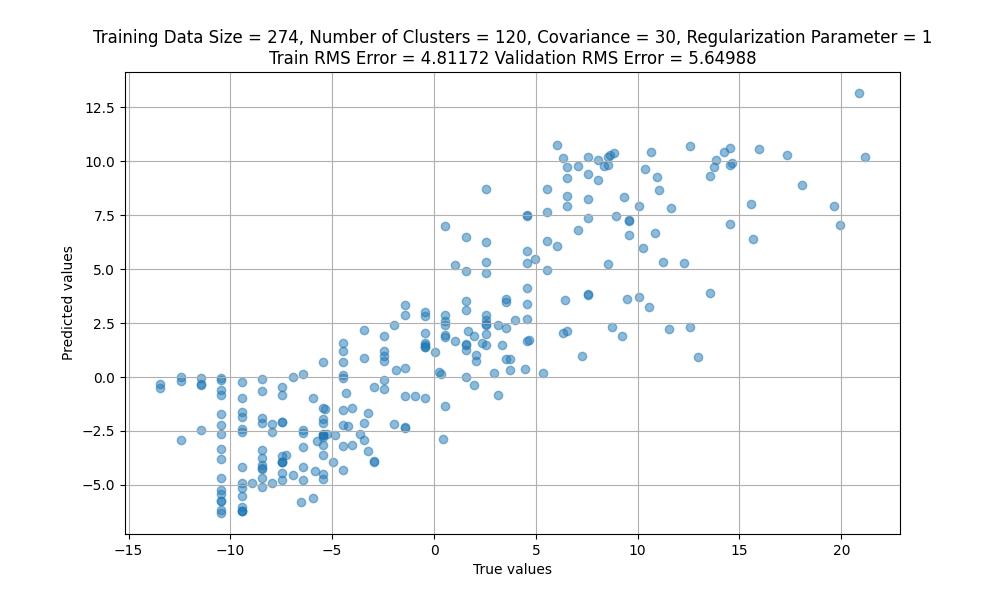 Training Data Size = 274, Number of Clusters = 120, Covariance = 30, Regularization Parameter = 1
Train RMS Error = 4.81172 Validation RMS Error = 5.64988
12.5
10.0
7.5
5.0
2.5
0.0
−2.5
−5.0
Predicted values
−15 −10 −5 0 5 10 15 20
True values